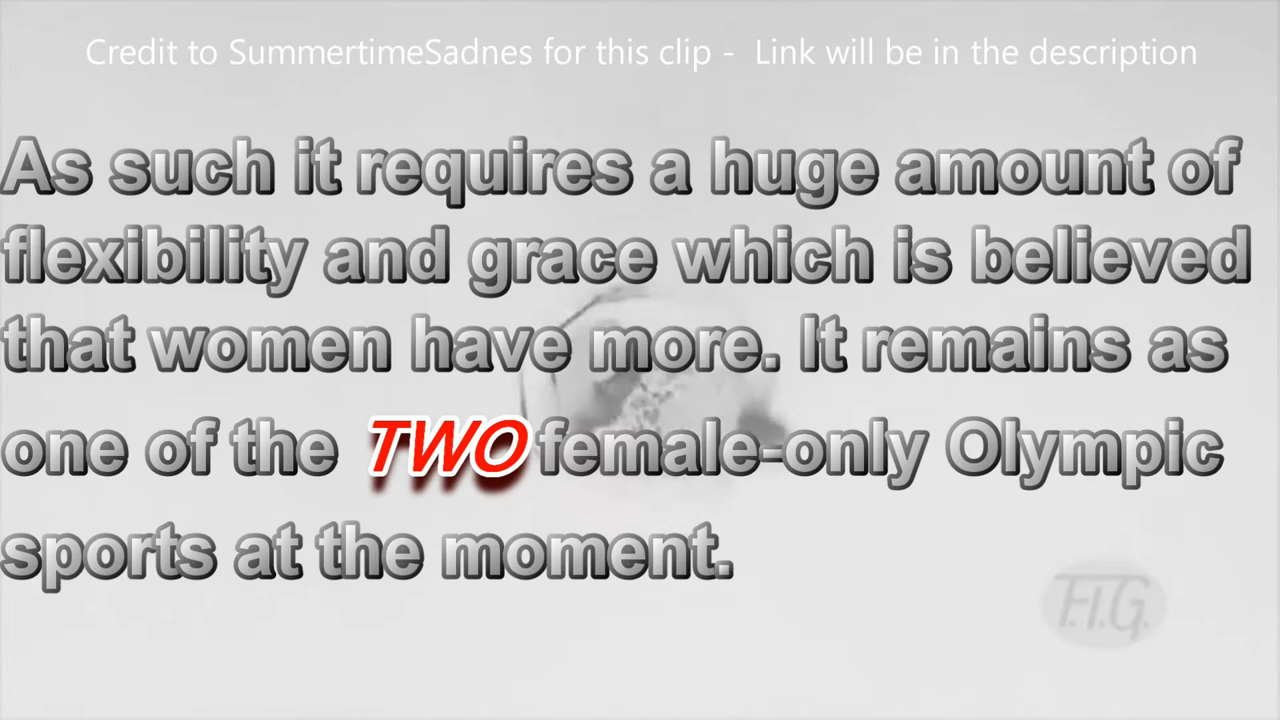 Credit to SummertimeSadnes for this clip - Link will be in the description
As such it requires a huge amount of
flexibility and grace which is believed
that women have more. It remains as
one of the TWO female-only Olympic
sports at the moment.
F.I.G.